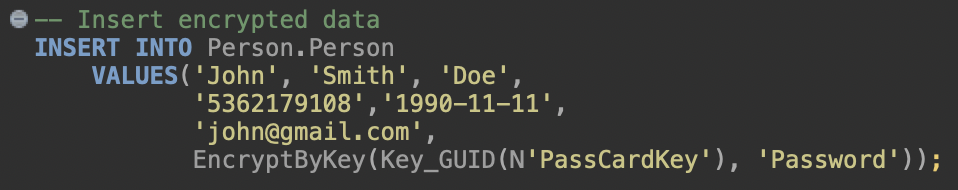 -- Insert encrypted data
INSERT INTO Person.Person
VALUES('John', 'Smith', 'Doe',
'5362179108','1990-11-11',
'john@gmail.com',
EncryptByKey(Key_GUID(N'PassCardKey'), 'Password'));